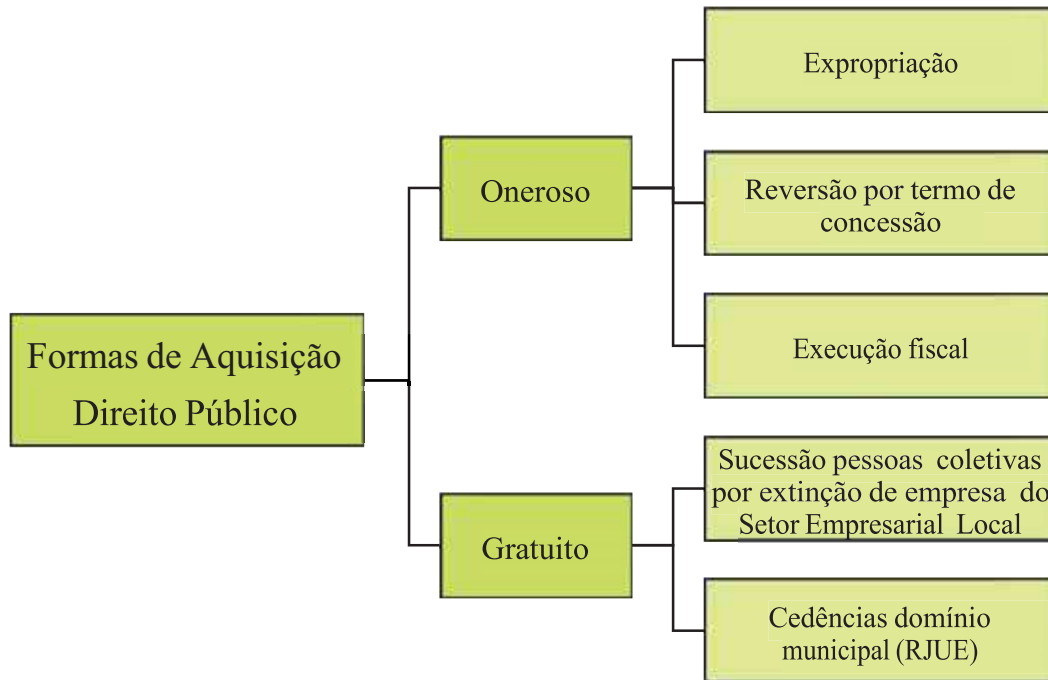 Formas de Aquisição
Direito Público
Oneroso
Expropriação
Reversão por termo de
concessão
Execução fiscal
Gratuito
Sucessão pessoas coletivas
por extinção de empresa do
Setor Empresarial Local
Cedências domínio
municipal (RJUE)